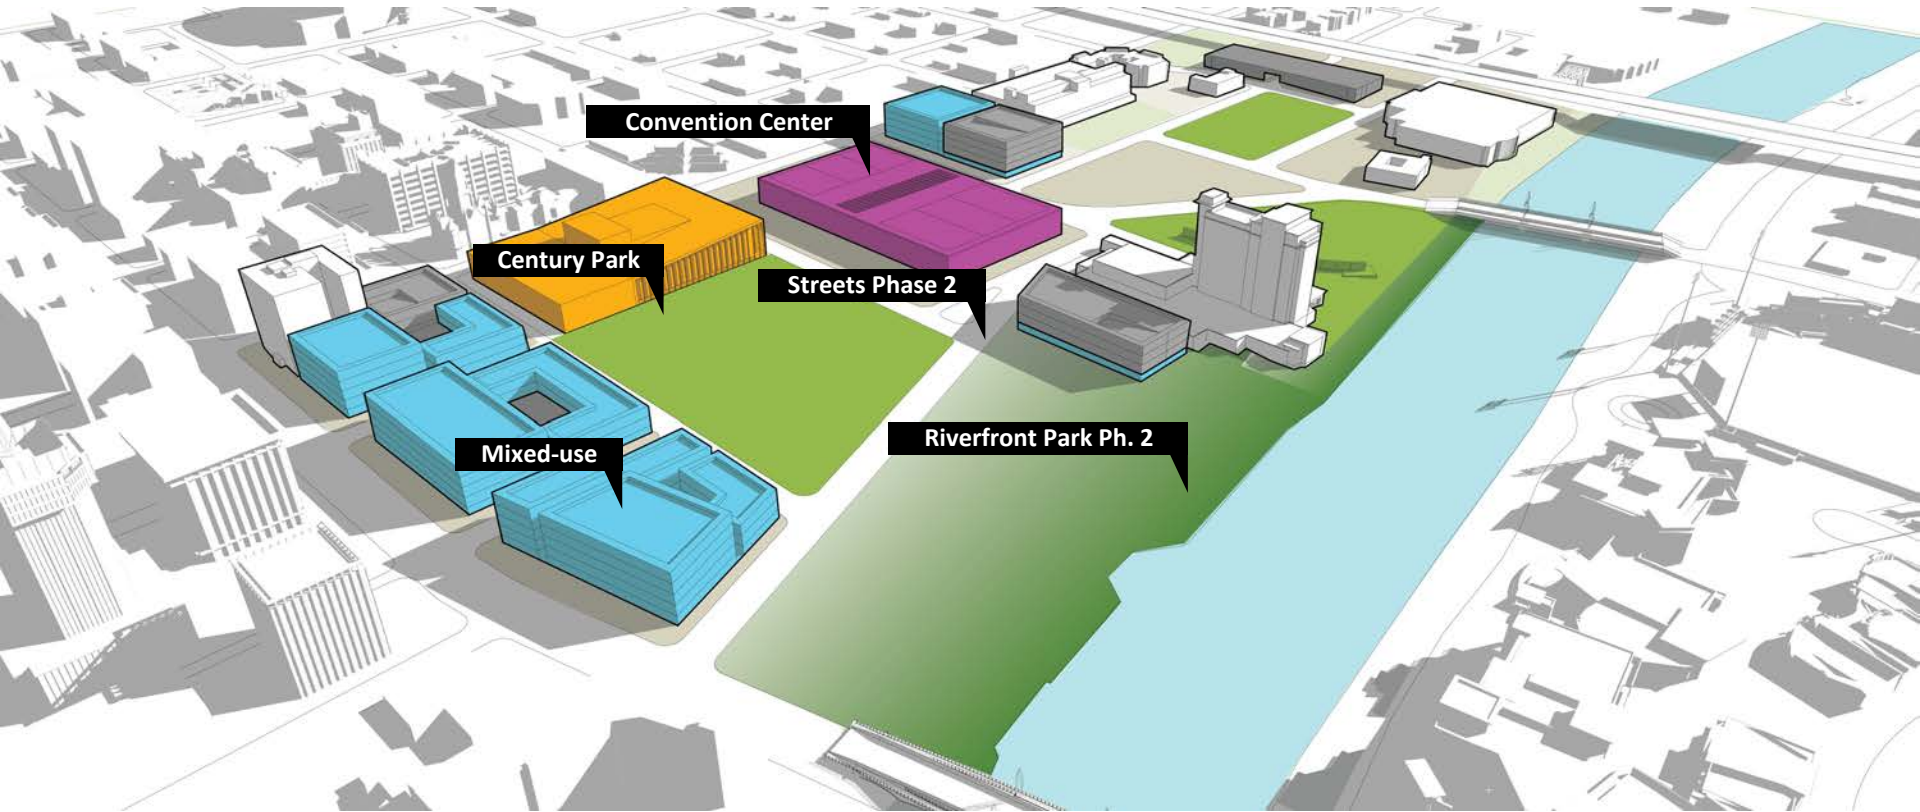 Convention Center
Century Park
Streets Phase 2
Riverfront Park Ph. 2
Mixed-use